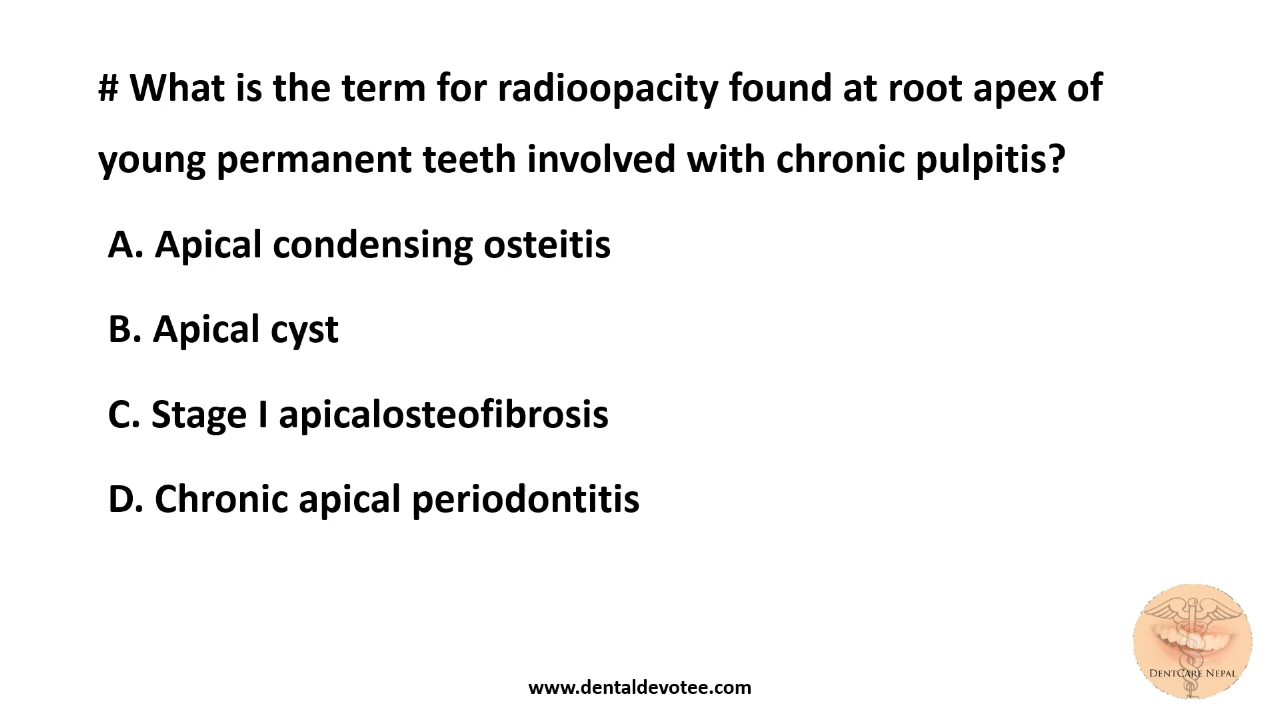 # What is the term for radioopacity found at root apex of
young permanent teeth involved with chronic pulpitis?
A. Apical condensing osteitis
B. Apical cyst
C. Stage I apicalosteofibrosis
D. Chronic apical periodontitis
DENTCARE NEPAL
www.dentaldevotee.com